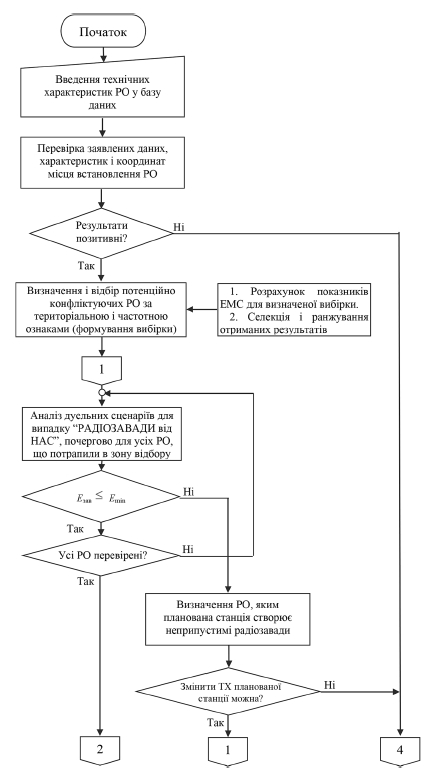 Початок
Введення технічних
характеристик РО у базу
даних
Перевірка заявлених даних,
характеристик і координат
місця встановлення РО
Результати
позитивні?
Ні
Так
Визначення і відбір потенційно
конфліктуючих РО за
територіальною і частотною
ознаками (формування вибірки)
1. Розрахунок показників
ЕМС для визначеної вибірки.
2. Селекція і ранжування
отриманих результатів
1
Аналіз дуельних сценаріїв для
випадку “РАДІОЗАВАДИ від
НАС”, почергово для усіх РО,
що потрапили в зону відбору
Eзав ≤ Emin
Ні
Так
Усі РО перевірені?
Ні
Так
Визначення РО, яким
планована станція створює
неприпустимі радіозавади
Змінити ТХ планованої
станції можна?
Ні
Так
2
1
4